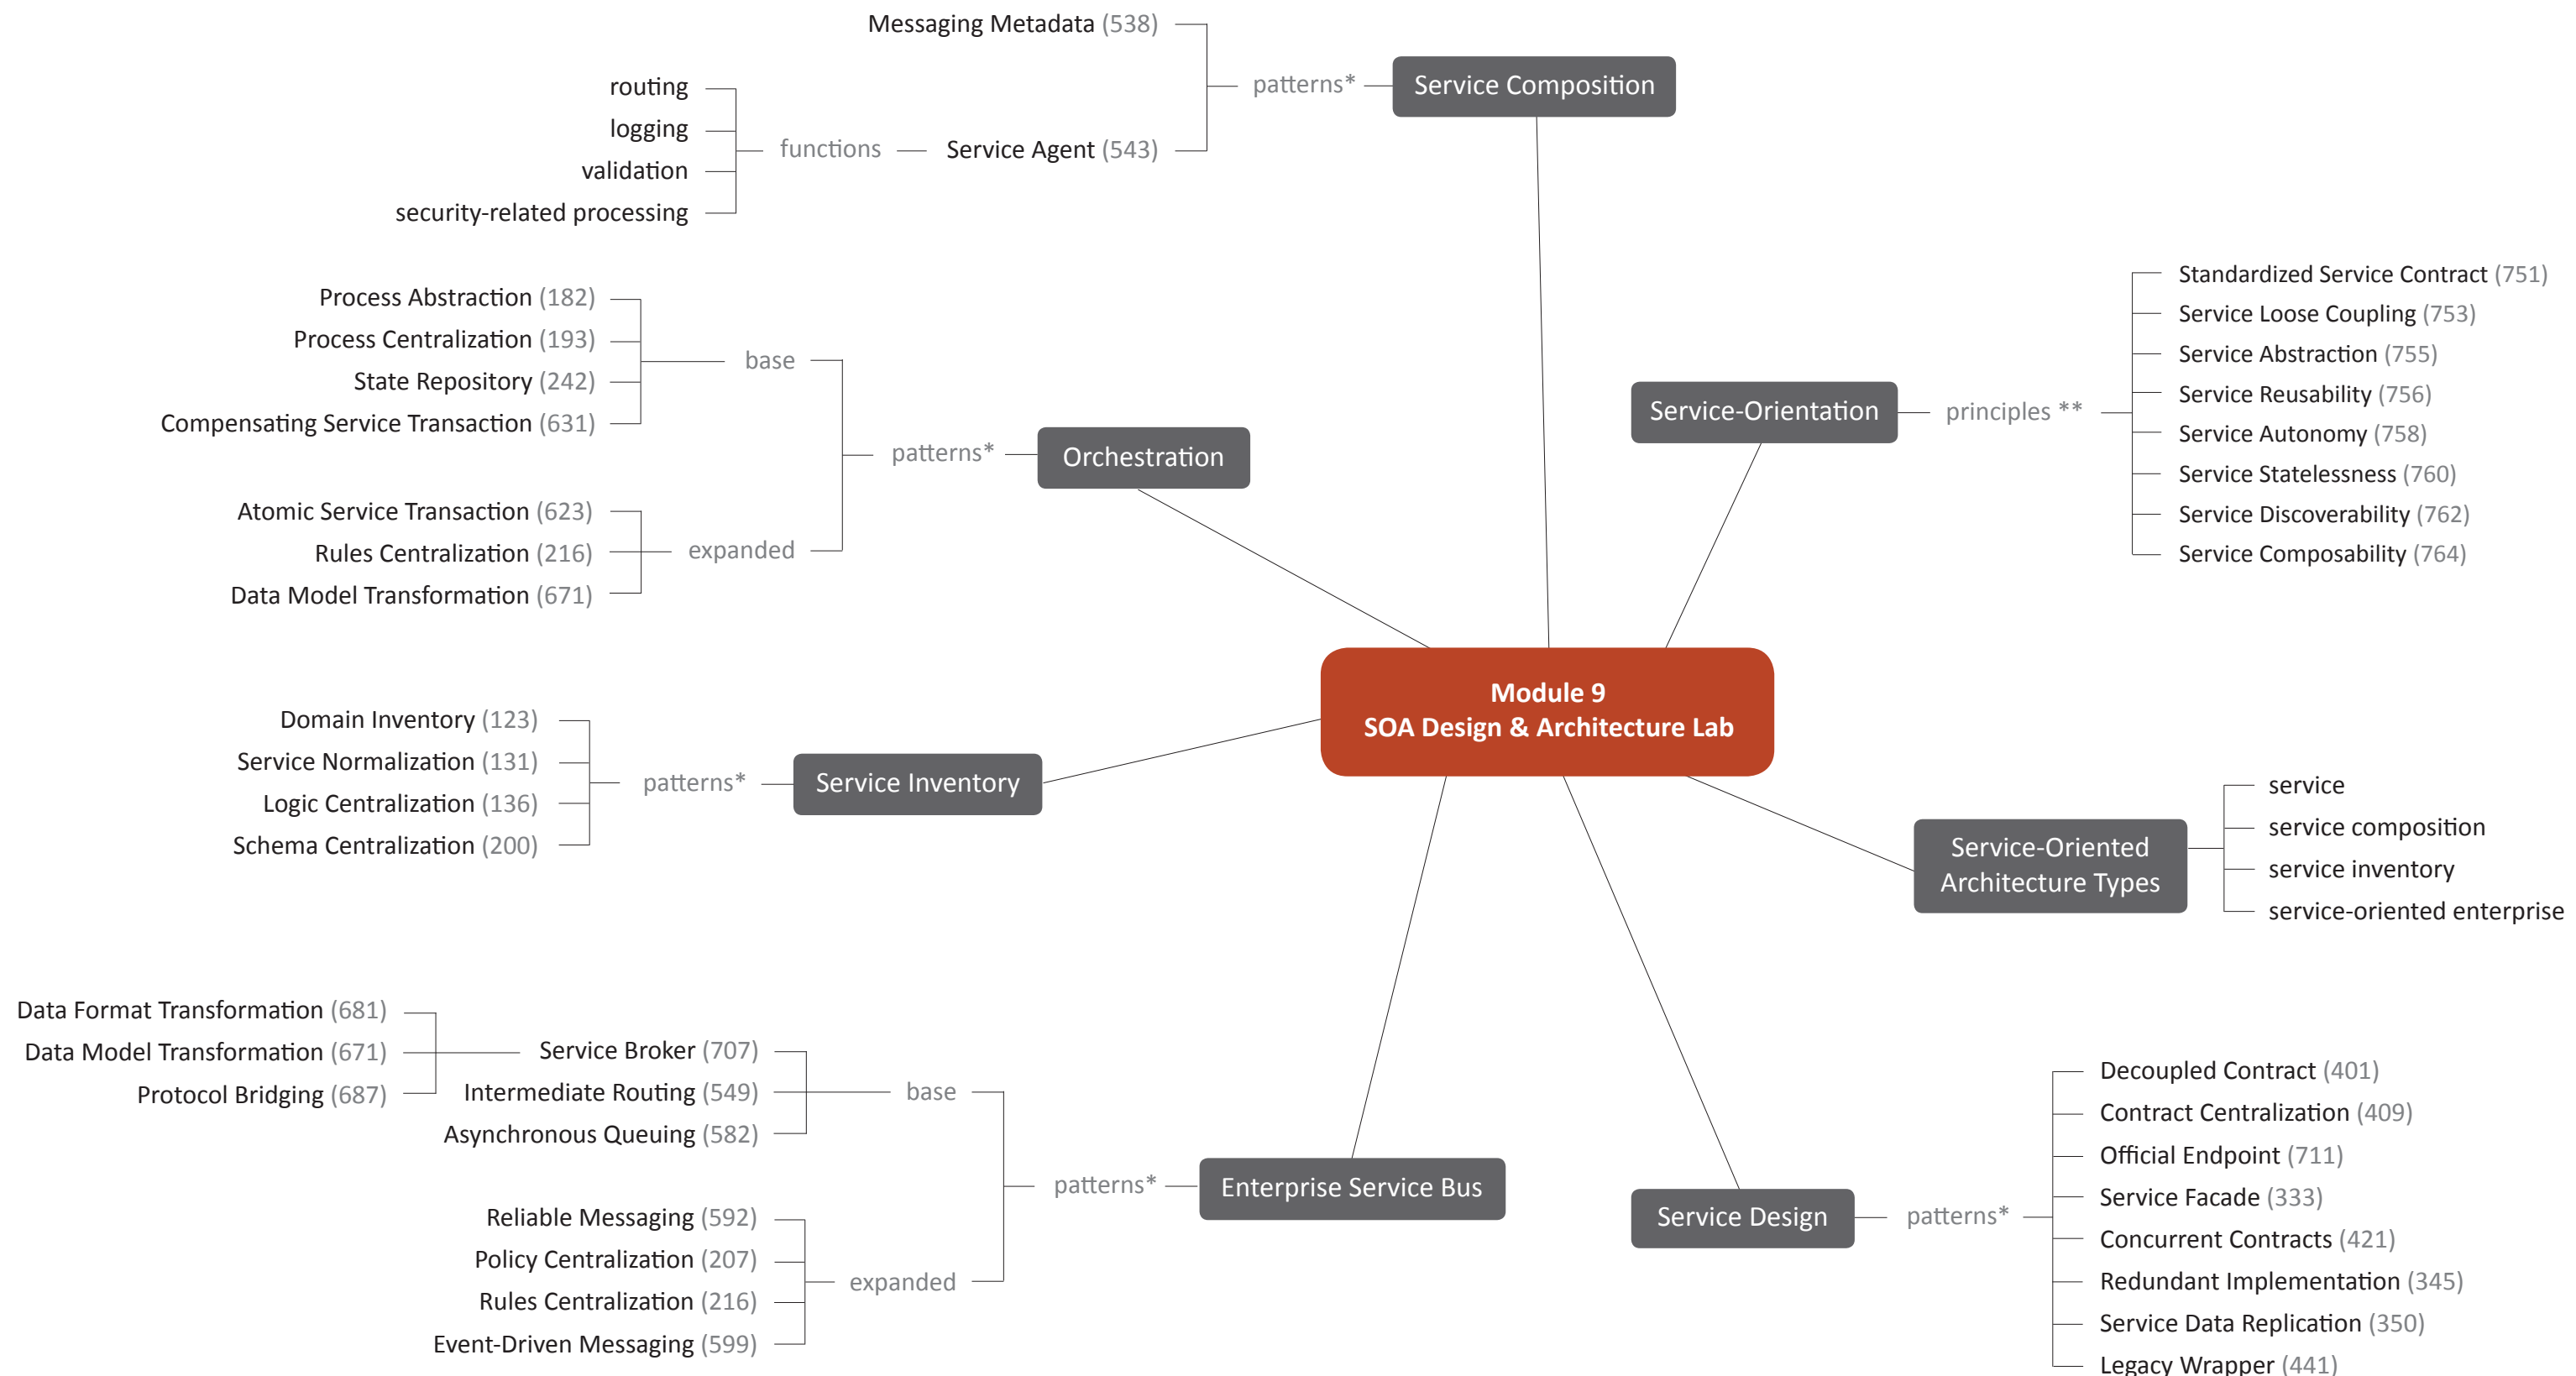 Messaging Metadata (538)
patterns*
Service Composition
routing
logging
validation
security-related processing
functions
Service Agent (543)
Process Abstraction (182)
Process Centralization (193)
State Repository (242)
Compensating Service Transaction (631)
base
patterns*
Orchestration
Atomic Service Transaction (623)
Rules Centralization (216)
Data Model Transformation (671)
expanded
Service-Orientation
principles **
Standardized Service Contract (751)
Service Loose Coupling (753)
Service Abstraction (755)
Service Reusability (756)
Service Autonomy (758)
Service Statelessness (760)
Service Discoverability (762)
Service Composability (764)
Module 9
SOA Design & Architecture Lab
Domain Inventory (123)
Service Normalization (131)
Logic Centralization (136)
Schema Centralization (200)
patterns*
Service Inventory
Service-Oriented
Architecture Types
service
service composition
service inventory
service-oriented enterprise
Data Format Transformation (681)
Data Model Transformation (671)
Protocol Bridging (687)
Service Broker (707)
Intermediate Routing (549)
Asynchronous Queuing (582)
base
patterns*
Enterprise Service Bus
Reliable Messaging (592)
Policy Centralization (207)
Rules Centralization (216)
Event-Driven Messaging (599)
expanded
Service Design
patterns*
Decoupled Contract (401)
Contract Centralization (409)
Official Endpoint (711)
Service Facade (333)
Concurrent Contracts (421)
Redundant Implementation (345)
Service Data Replication (350)
Legacy Wrapper (441)